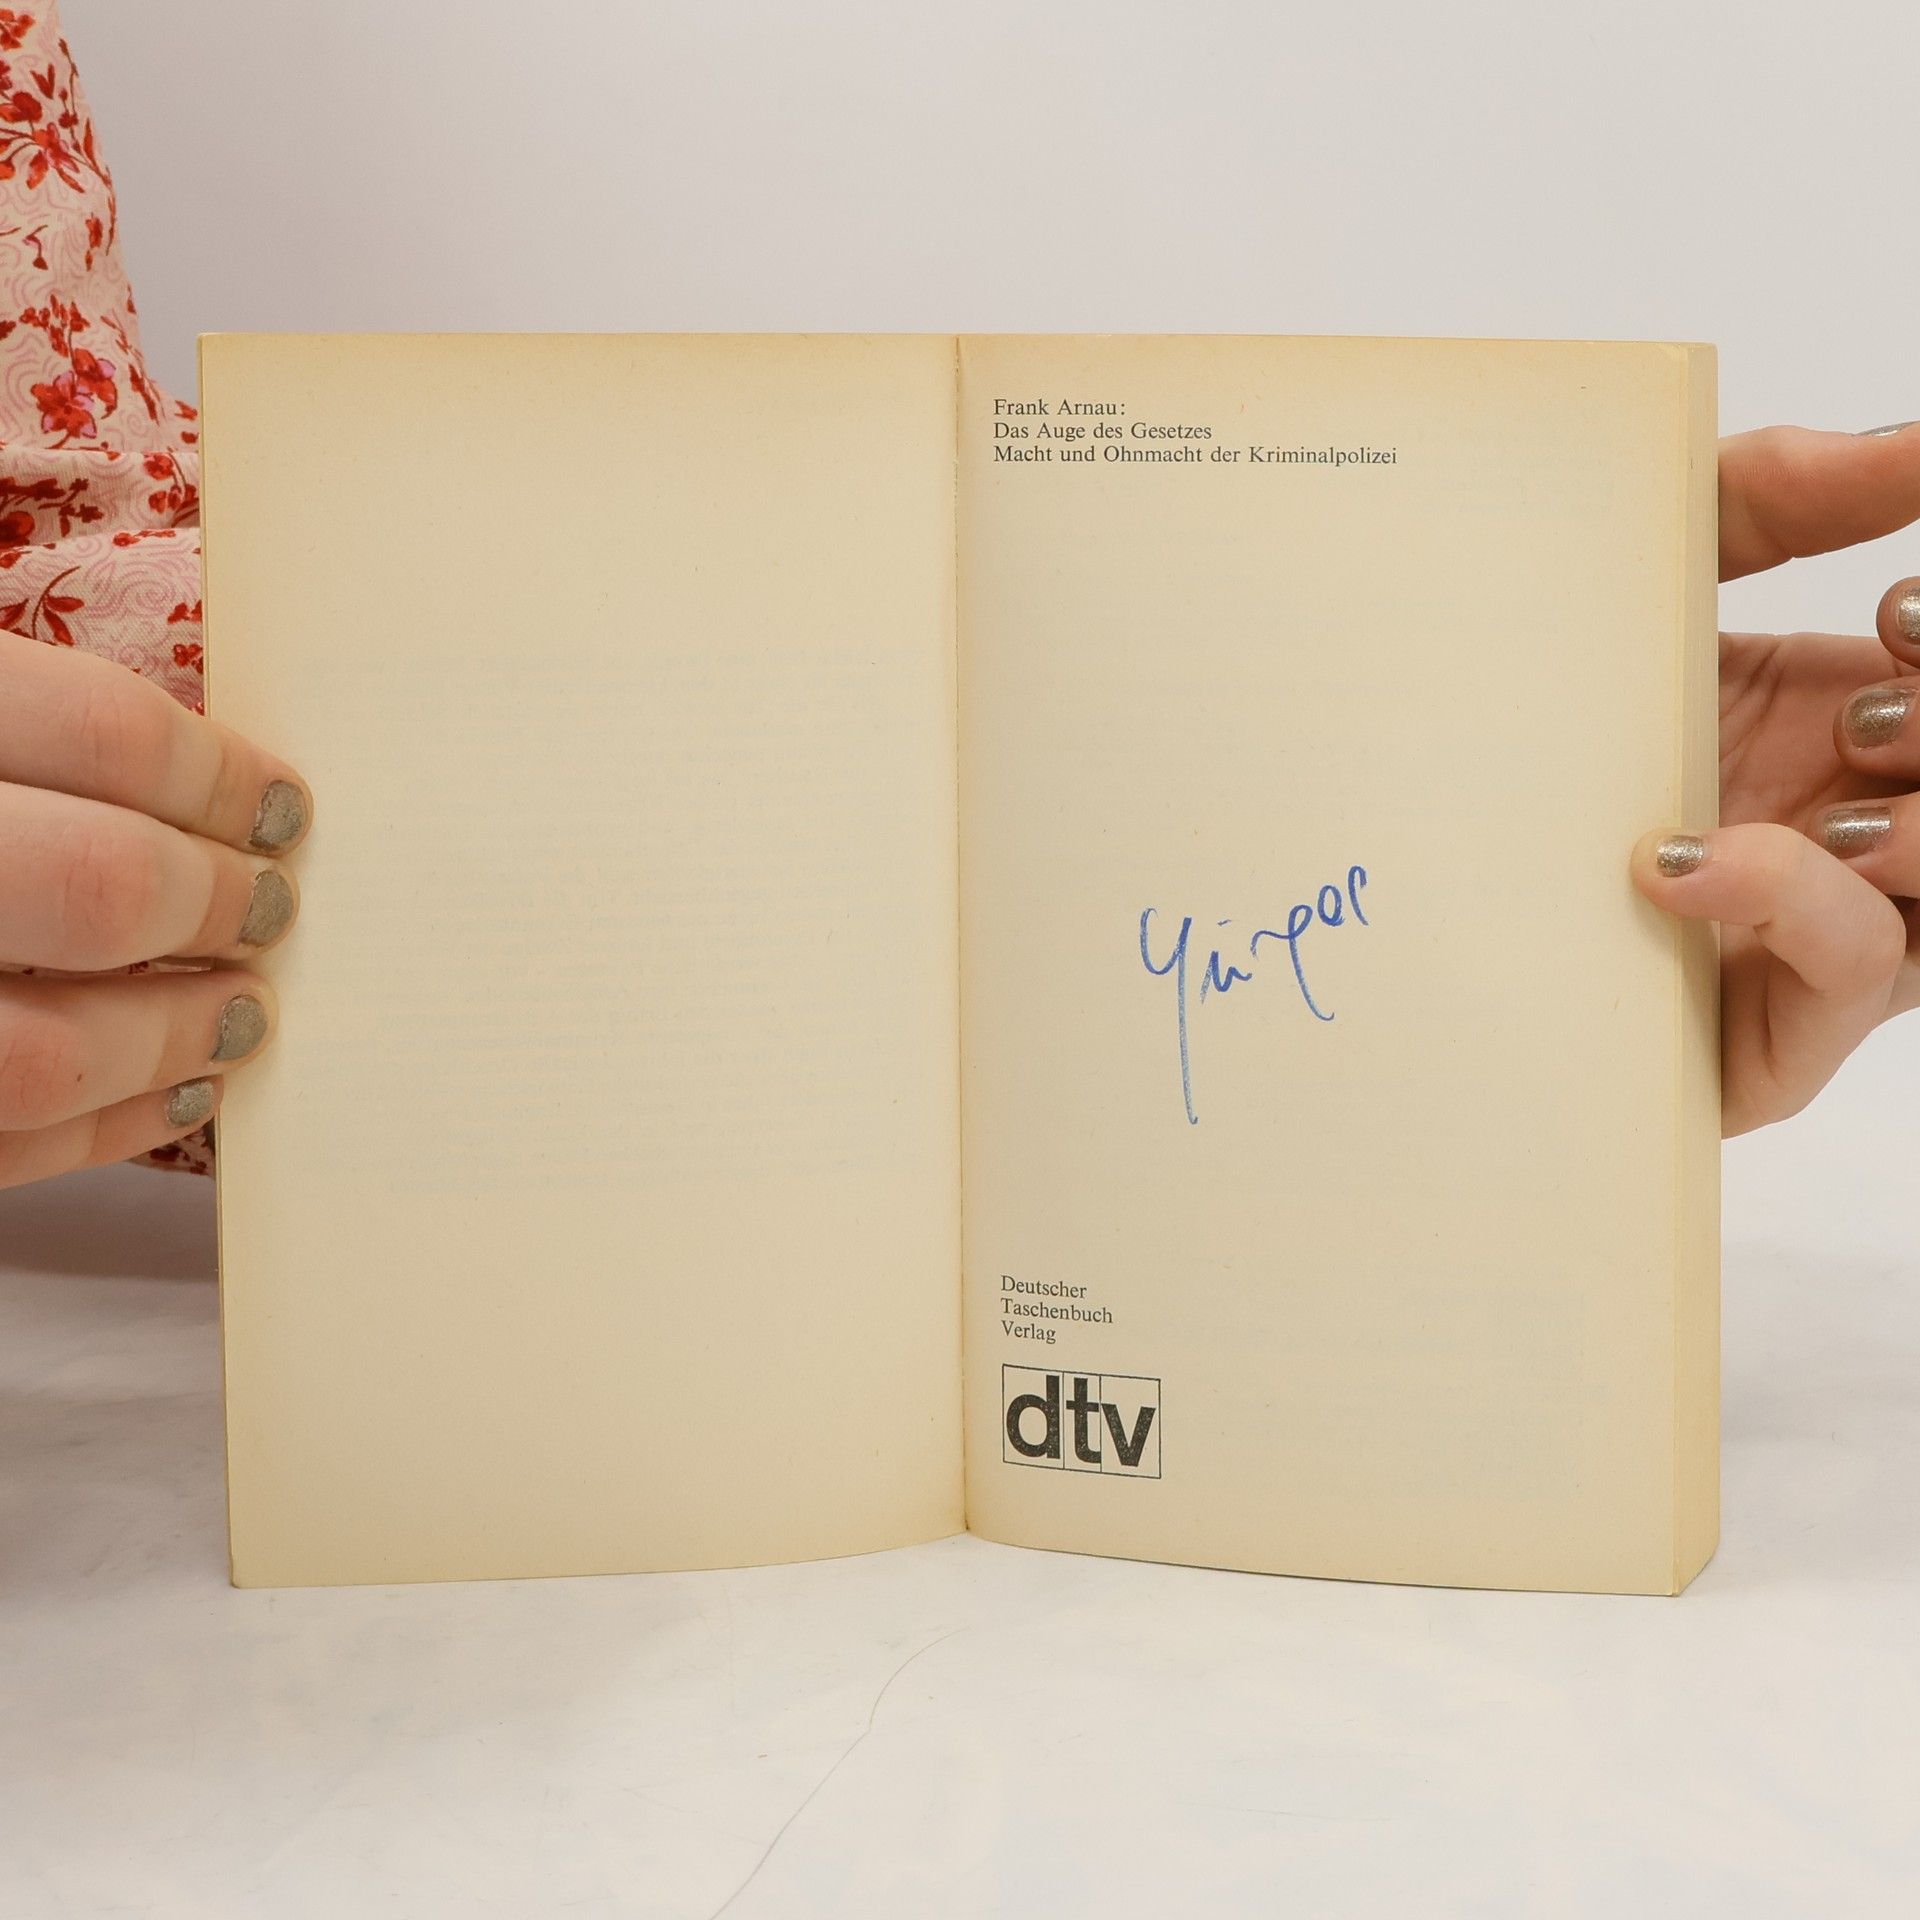 Frank Arnau:
Das Auge des Gesetzes
Macht und Ohnmacht der Kriminalpolizei
Deutscher
Taschenbuch
Verlag
dtv